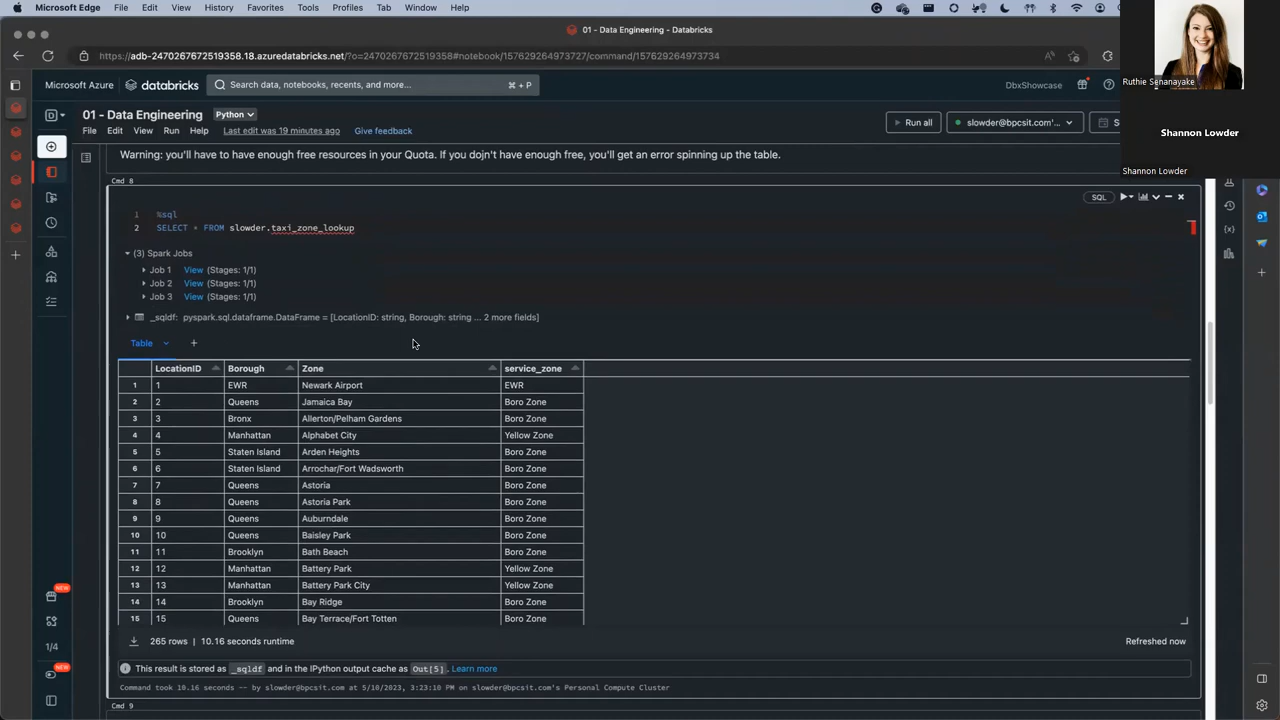 Microsoft Edge File Edit View History Favorites Tools Profiles Tab Window Help
01 - Data Engineering - Databricks
https://adb-2470267672519358.18.azuredatabricks.net/?o=2470267672519358#notebook/157629264973727/command/157629264973734
Ruthie Senanayake
Microsoft Azure databricks Search data, notebooks, recents, and more... ⌘ + P DbxShowcase
01 - Data Engineering Python
File Edit View Run Help Last edit was 19 minutes ago Give feedback
Run all slowder@bpcsit.com'...
Shannon Lowder
Shannon Lowder
Warning: you'll have to have enough free resources in your Quota. If you dojn't have enough free, you'll get an error spinning up the table.
Cmd 8
SQL
1 %sql
2 SELECT * FROM slowder.taxi_zone_lookup
(3) Spark Jobs
Job 1 View (Stages: 1/1)
Job 2 View (Stages: 1/1)
Job 3 View (Stages: 1/1)
_sqldf: pyspark.sql.dataframe.DataFrame = [LocationID: string, Borough: string ... 2 more fields]
Table +
LocationID Borough Zone service_zone
1 1 EWR Newark Airport EWR
2 2 Queens Jamaica Bay Boro Zone
3 3 Bronx Allerton/Pelham Gardens Boro Zone
4 4 Manhattan Alphabet City Yellow Zone
5 5 Staten Island Arden Heights Boro Zone
6 6 Staten Island Arrochar/Fort Wadsworth Boro Zone
7 7 Queens Astoria Boro Zone
8 8 Queens Astoria Park Boro Zone
9 9 Queens Auburndale Boro Zone
10 10 Queens Baisley Park Boro Zone
11 11 Brooklyn Bath Beach Boro Zone
12 12 Manhattan Battery Park Yellow Zone
13 13 Manhattan Battery Park City Yellow Zone
14 14 Brooklyn Bay Ridge Boro Zone
15 15 Queens Bay Terrace/Fort Totten Boro Zone
265 rows | 10.16 seconds runtime Refreshed now
This result is stored as _sqldf and in the IPython output cache as Out[5]. Learn more
Command took 10.16 seconds -- by slowder@bpcsit.com at 5/10/2023, 3:23:10 PM on slowder@bpcsit.com's Personal Compute Cluster
Cmd 9
NEW
1/4
NEW